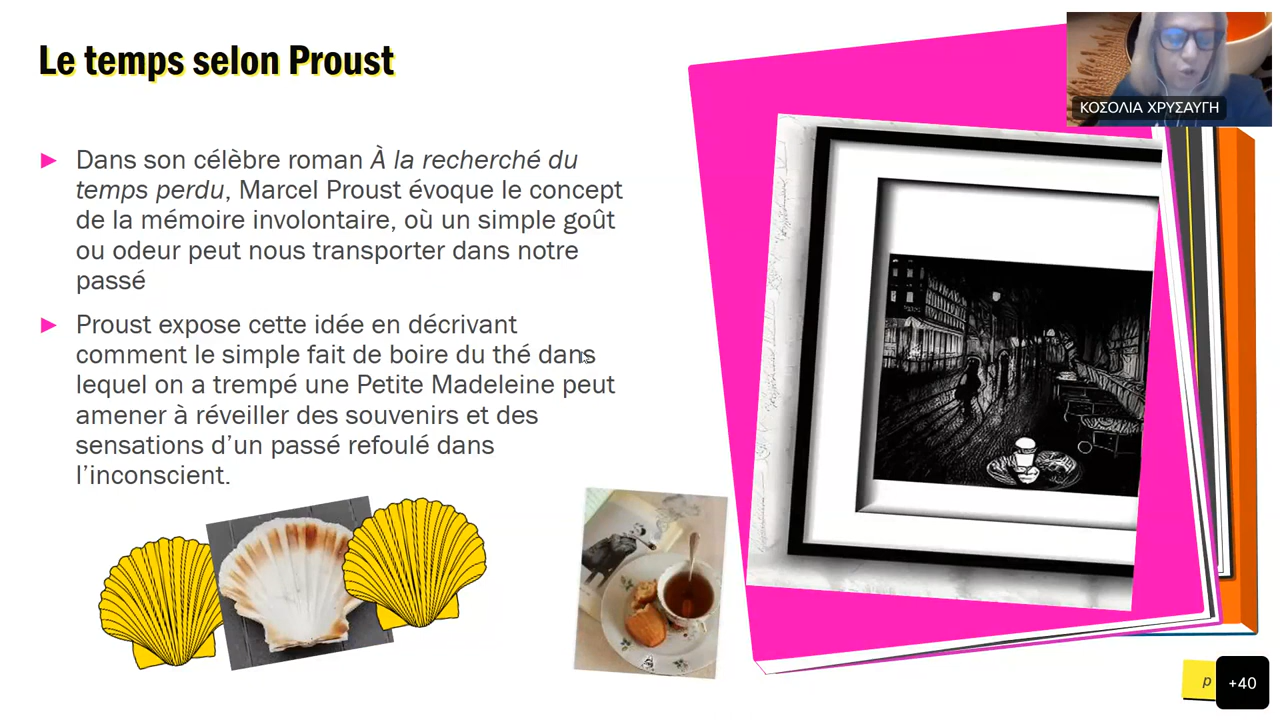 Le temps selon Proust
ΚΟΣΟΛΙΑ ΧΡΥΣΑΥΓΗ
Dans son célèbre roman À la recherché du
temps perdu, Marcel Proust évoque le concept
de la mémoire involontaire, où un simple goût
ou odeur peut nous transporter dans notre
passé
Proust expose cette idée en décrivant
comment le simple fait de boire du thé dans
lequel on a trempé une Petite Madeleine peut
amener à réveiller des souvenirs et des
sensations d’un passé refoulé dans
l’inconscient.
p
+40